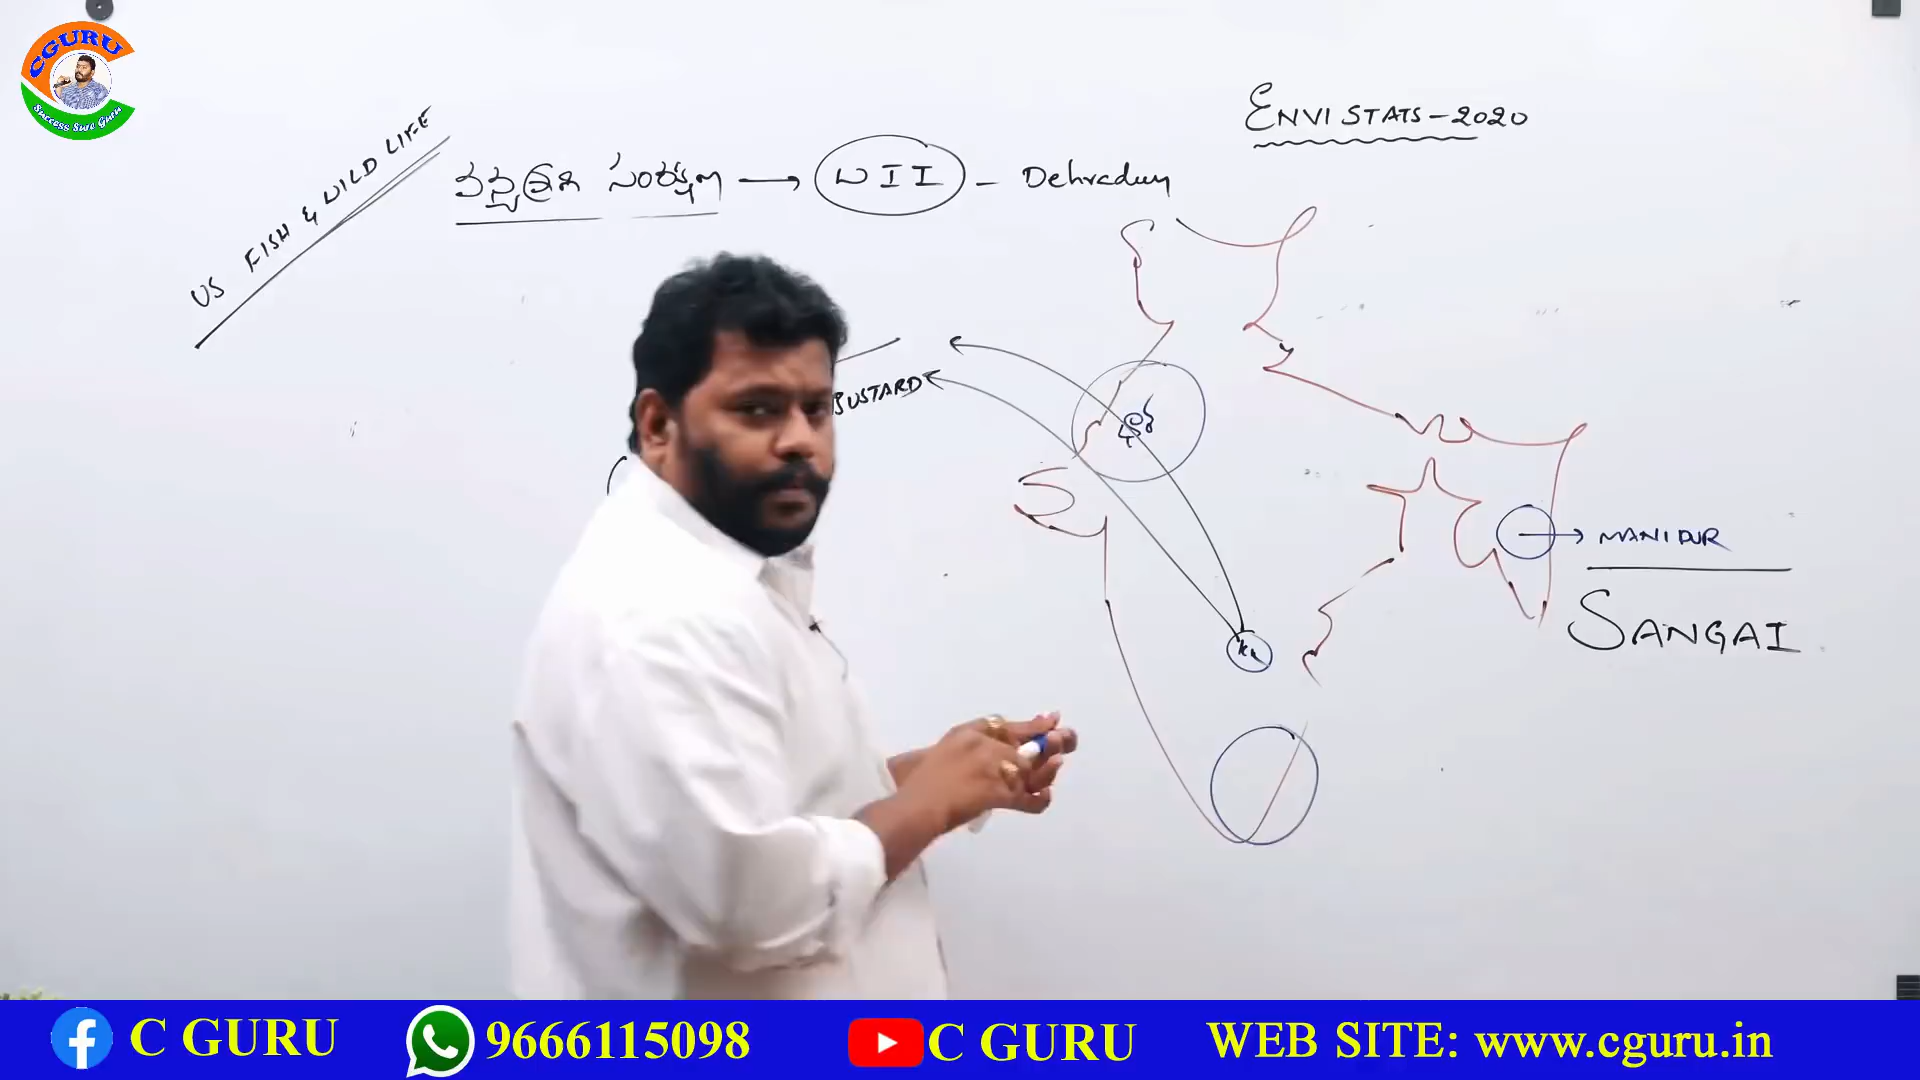 CGURU
Success Sure Guru
ENVI STATS-2020
US FISH & WILD LIFE
వన్యప్రాణి సంరక్షణ → WII - Dehradun
BUSTARD
MANIPUR
SANGAI
C GURU
9666115098
C GURU
WEB SITE: www.cguru.in